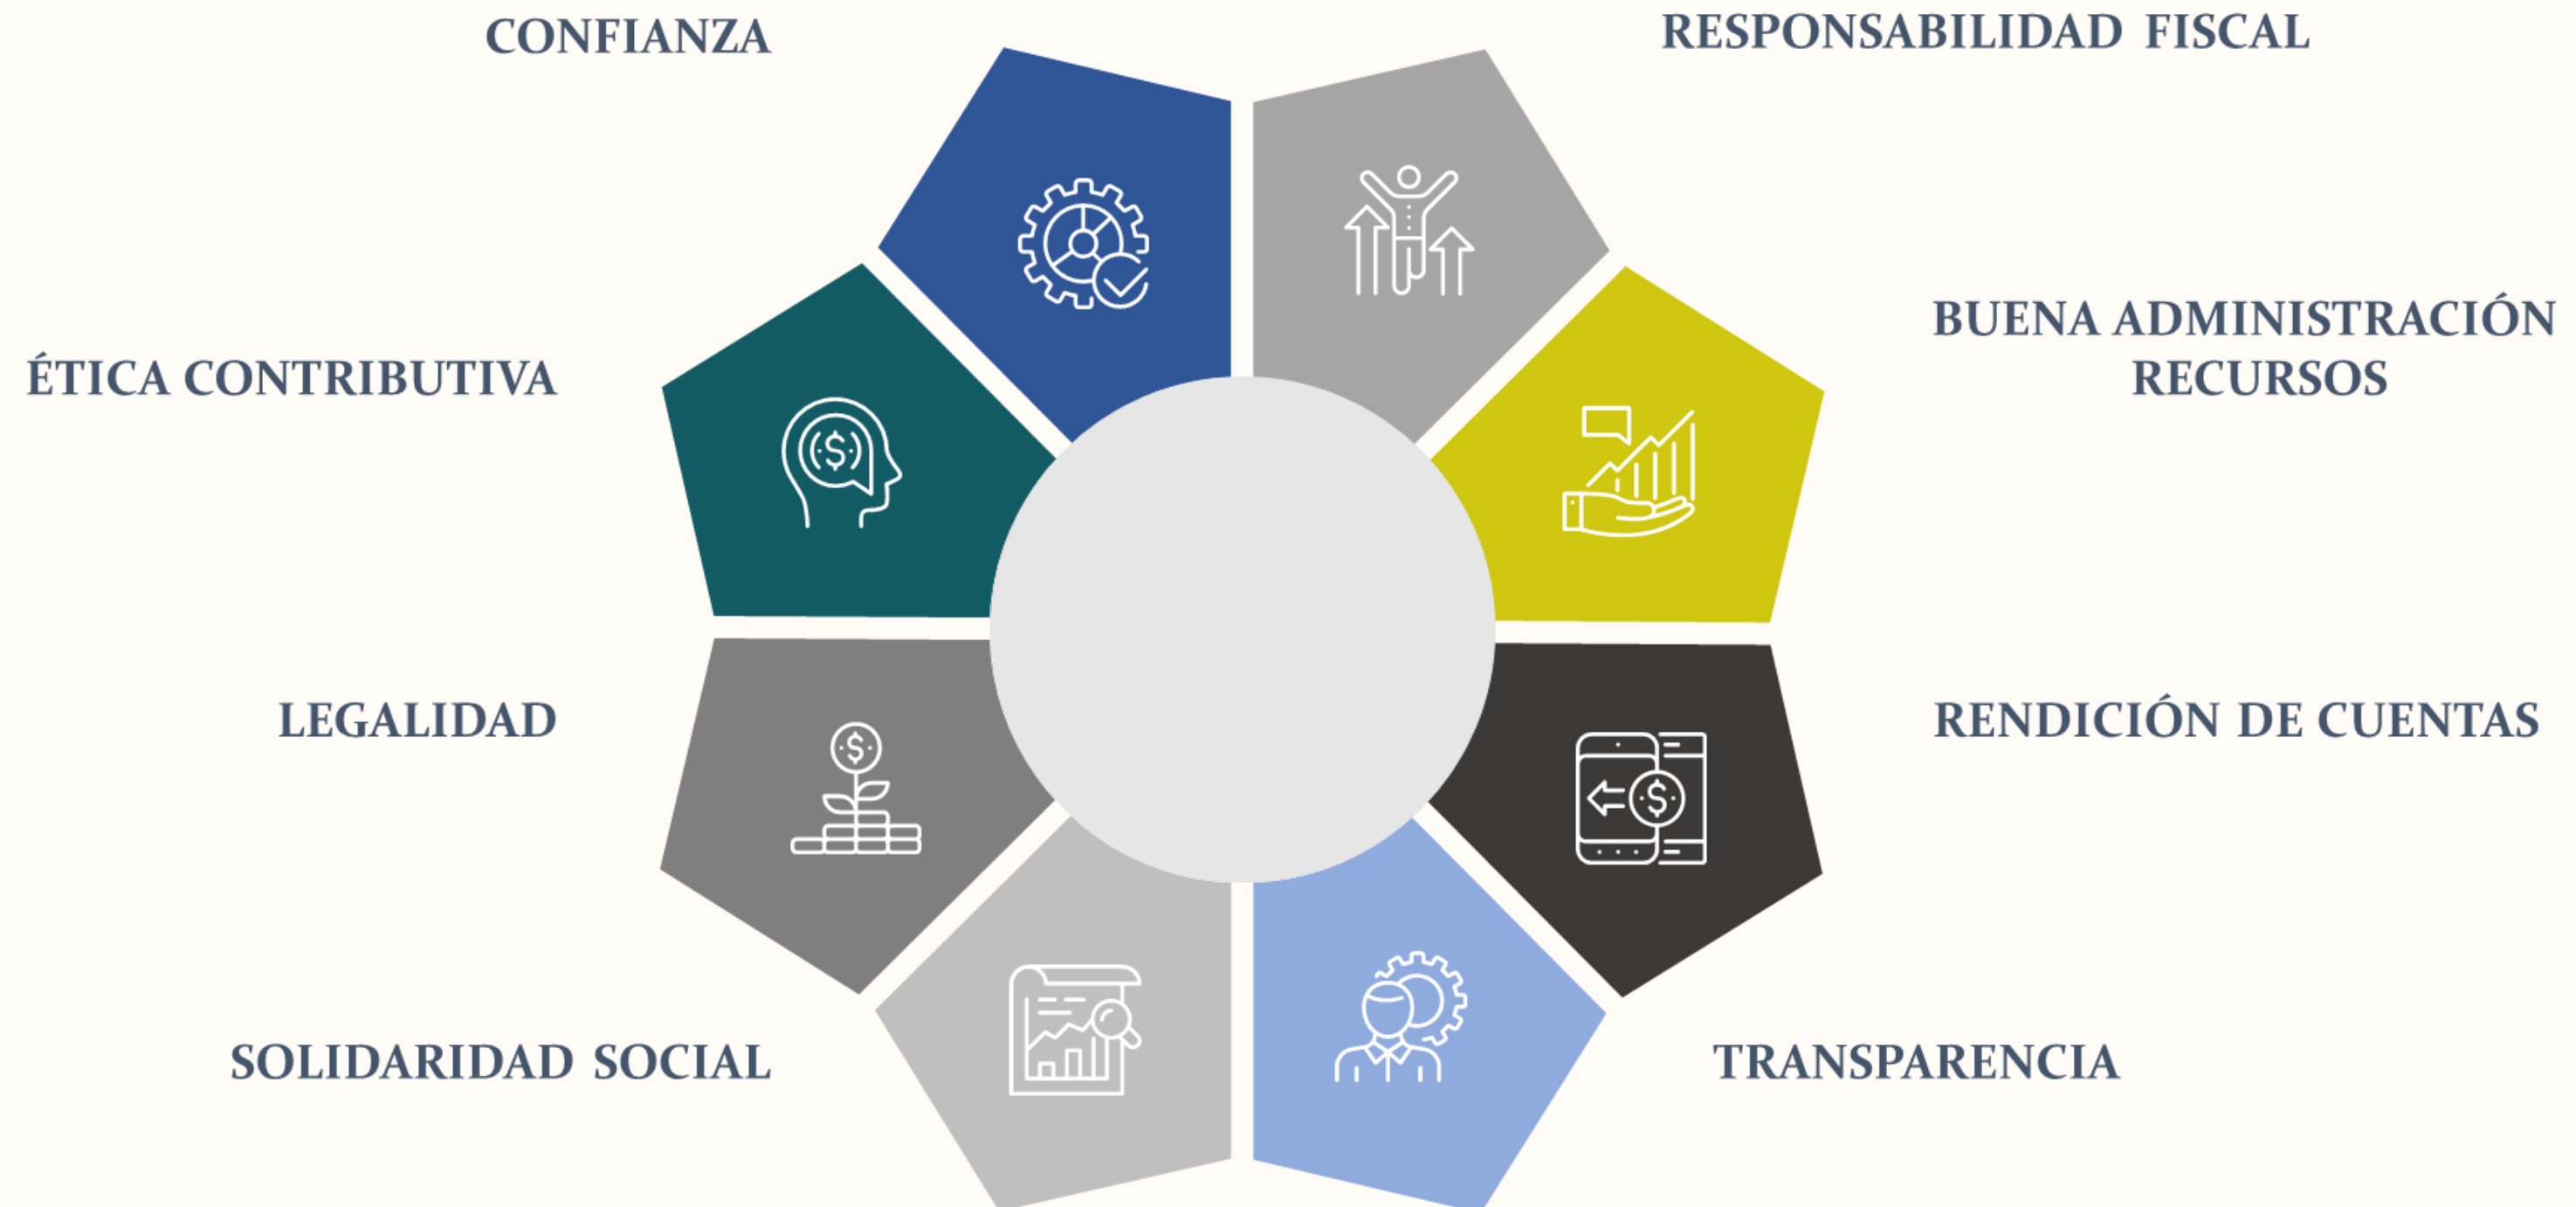 CONFIANZA
RESPONSABILIDAD FISCAL
BUENA ADMINISTRACIÓN
RECURSOS
ÉTICA CONTRIBUTIVA
LEGALIDAD
RENDICIÓN DE CUENTAS
SOLIDARIDAD SOCIAL
TRANSPARENCIA